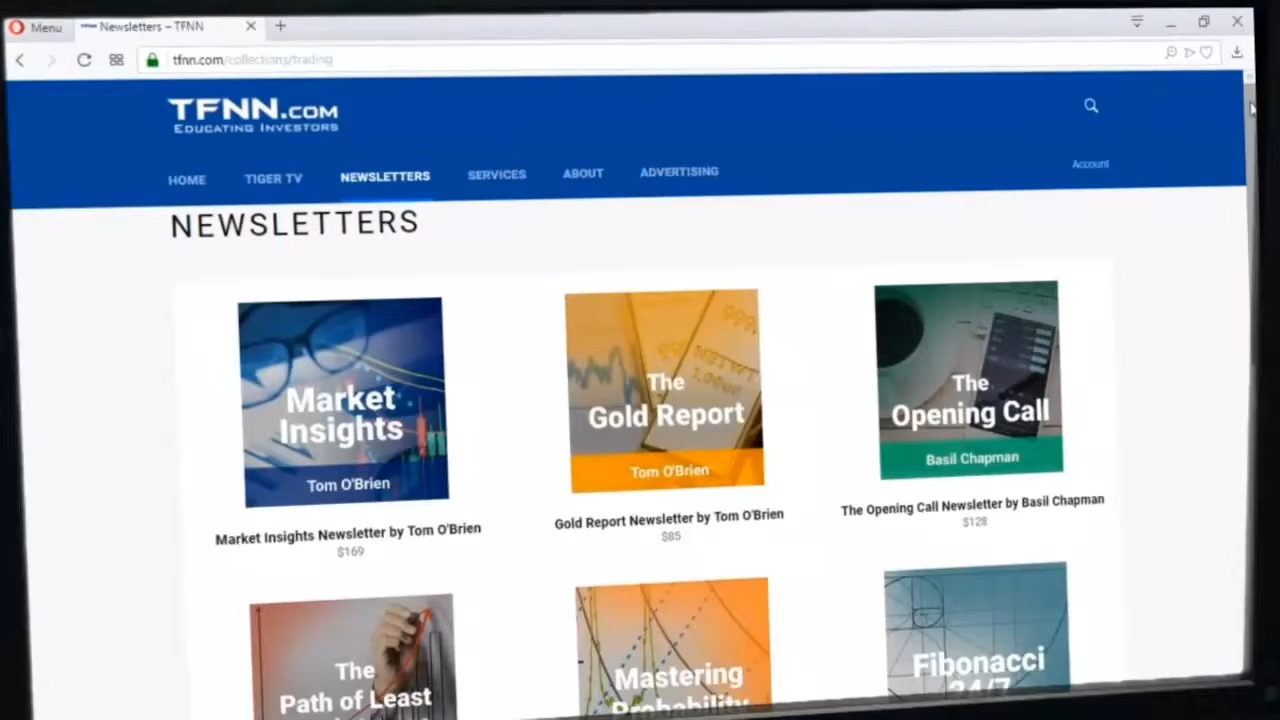 Menu
Newsletters – TFNN
tfnn.com/collections/trading
TFNN.COM
EDUCATING INVESTORS
Account
HOME
TIGER TV
NEWSLETTERS
SERVICES
ABOUT
ADVERTISING
NEWSLETTERS
Market
Insights
Tom O'Brien
Market Insights Newsletter by Tom O'Brien
$169
The
Gold Report
Tom O'Brien
Gold Report Newsletter by Tom O'Brien
$85
The
Opening Call
Basil Chapman
The Opening Call Newsletter by Basil Chapman
$128
The
Path of Least
Mastering
Probability
Fibonacci
24/7